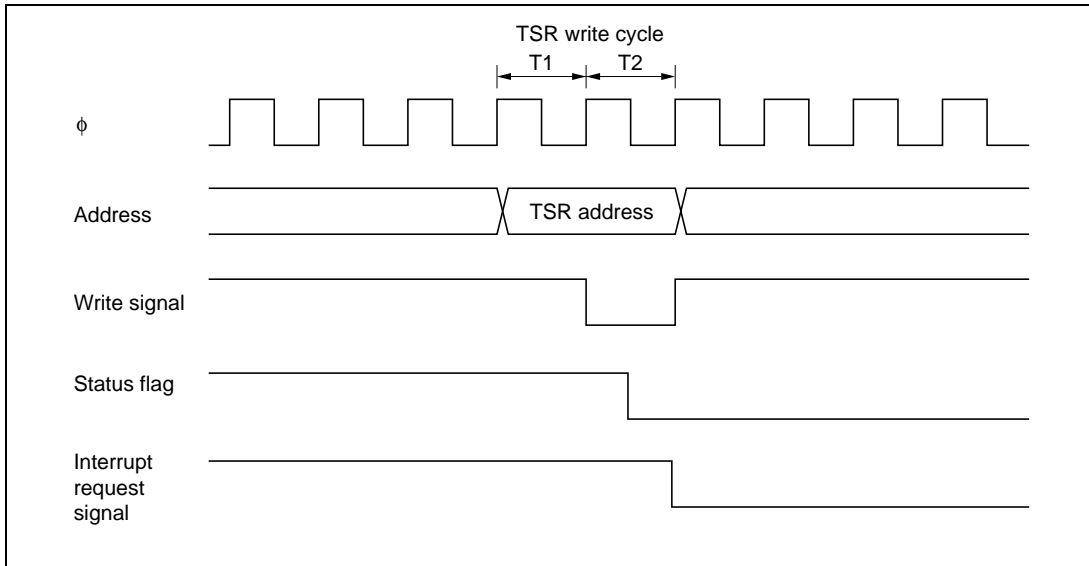 TSR write cycle
T1 T2
ϕ
Address
TSR address
Write signal
Status flag
Interrupt
request
signal